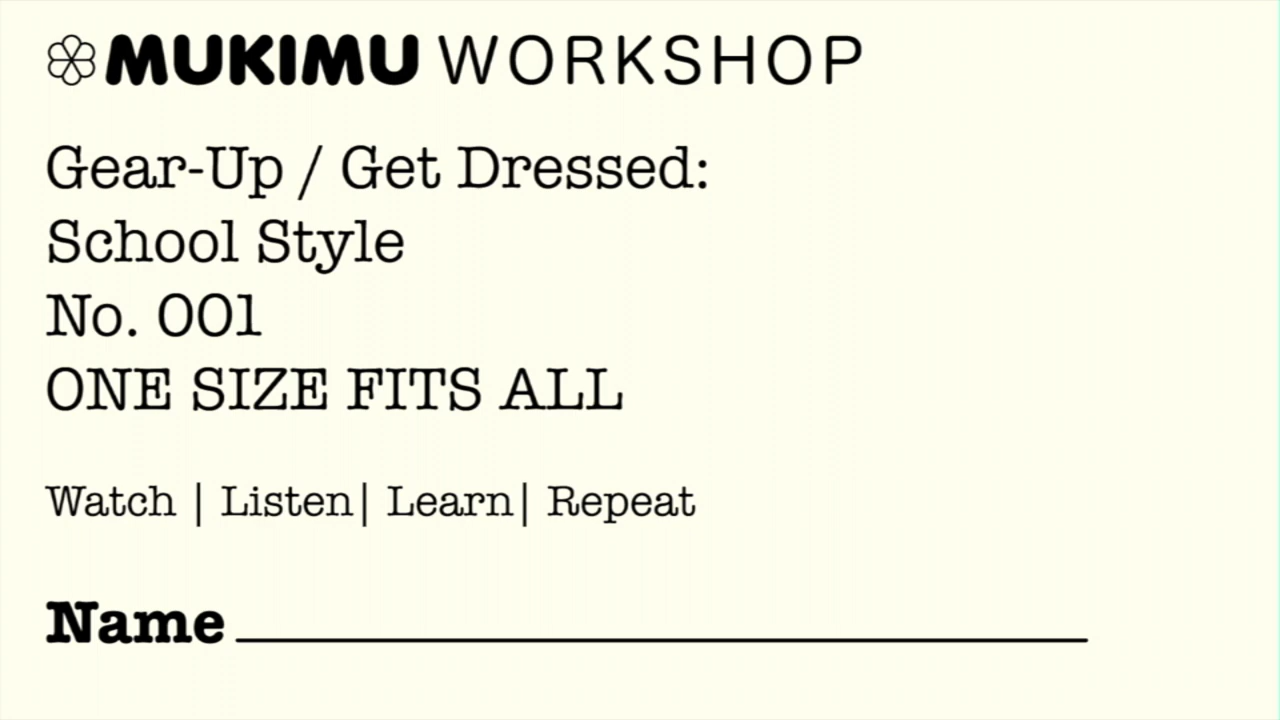 MUKIMU WORKSHOP
Gear-Up / Get Dressed:
School Style
No. 001
ONE SIZE FITS ALL
Watch | Listen| Learn| Repeat
Name